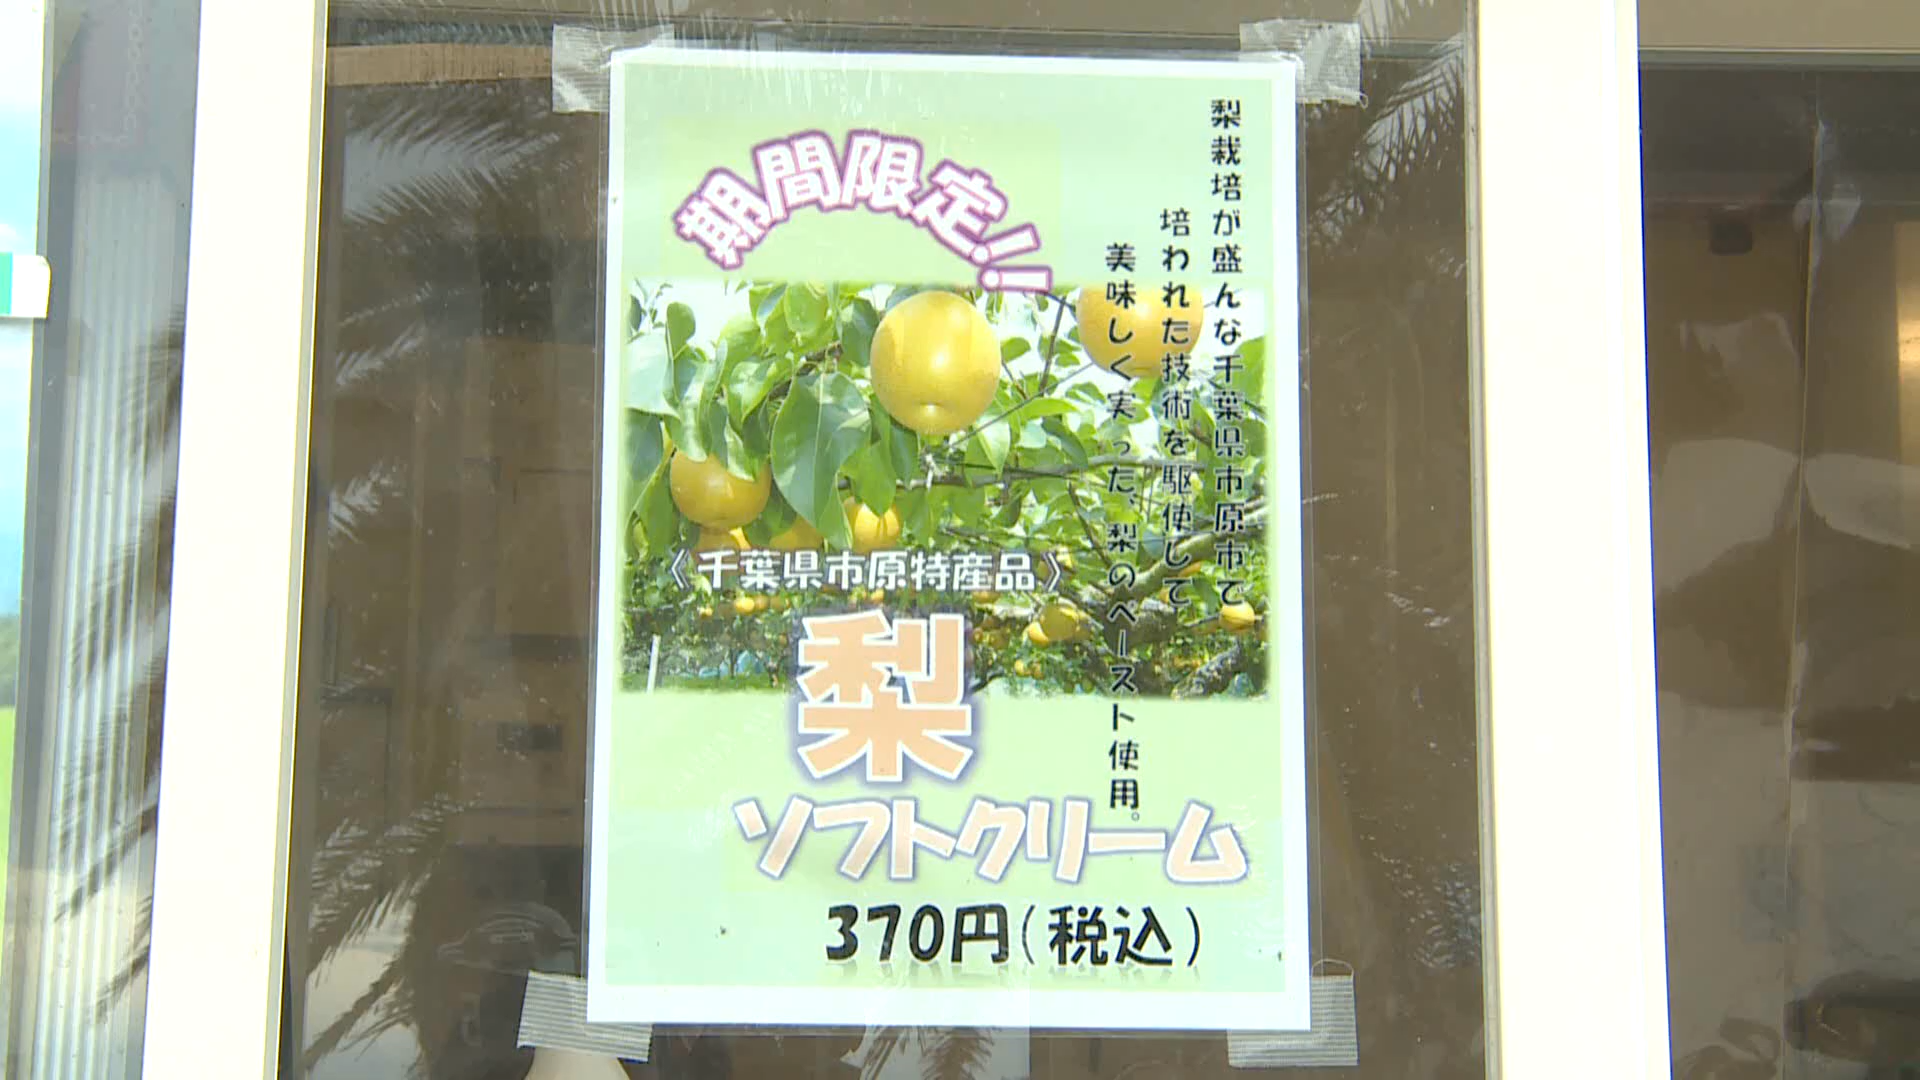 期間限定!!
梨栽培が盛んな千葉県市原市で
培われた技術を駆使して
美味しく実った、梨のペースト使用。
《千葉県市原特産品》
梨
ソフトクリーム
370円(税込)